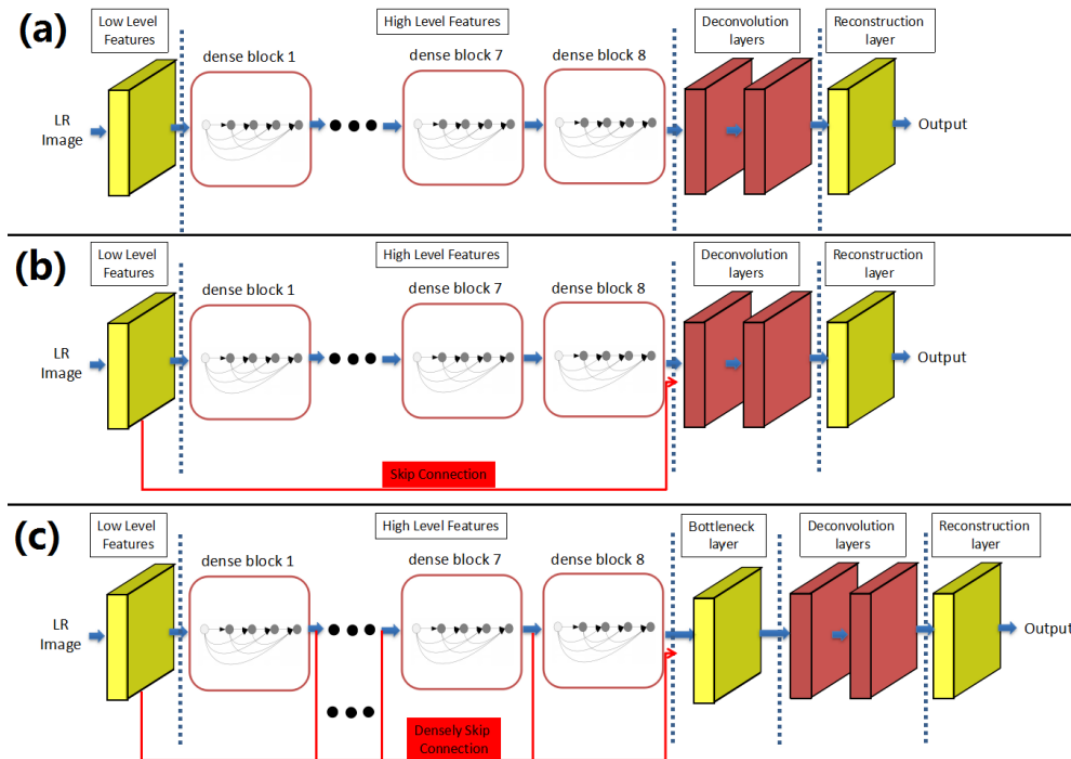 (a)
Low Level
Features
High Level Features
Deconvolution
layers
Reconstruction
layer
dense block 1
dense block 7
dense block 8
LR
Image
Output
(b)
Low Level
Features
High Level Features
Deconvolution
layers
Reconstruction
layer
dense block 1
dense block 7
dense block 8
LR
Image
Output
Skip Connection
(c)
Low Level
Features
High Level Features
Bottleneck
layer
Deconvolution
layers
Reconstruction
layer
dense block 1
dense block 7
dense block 8
LR
Image
Output
Densely Skip
Connection